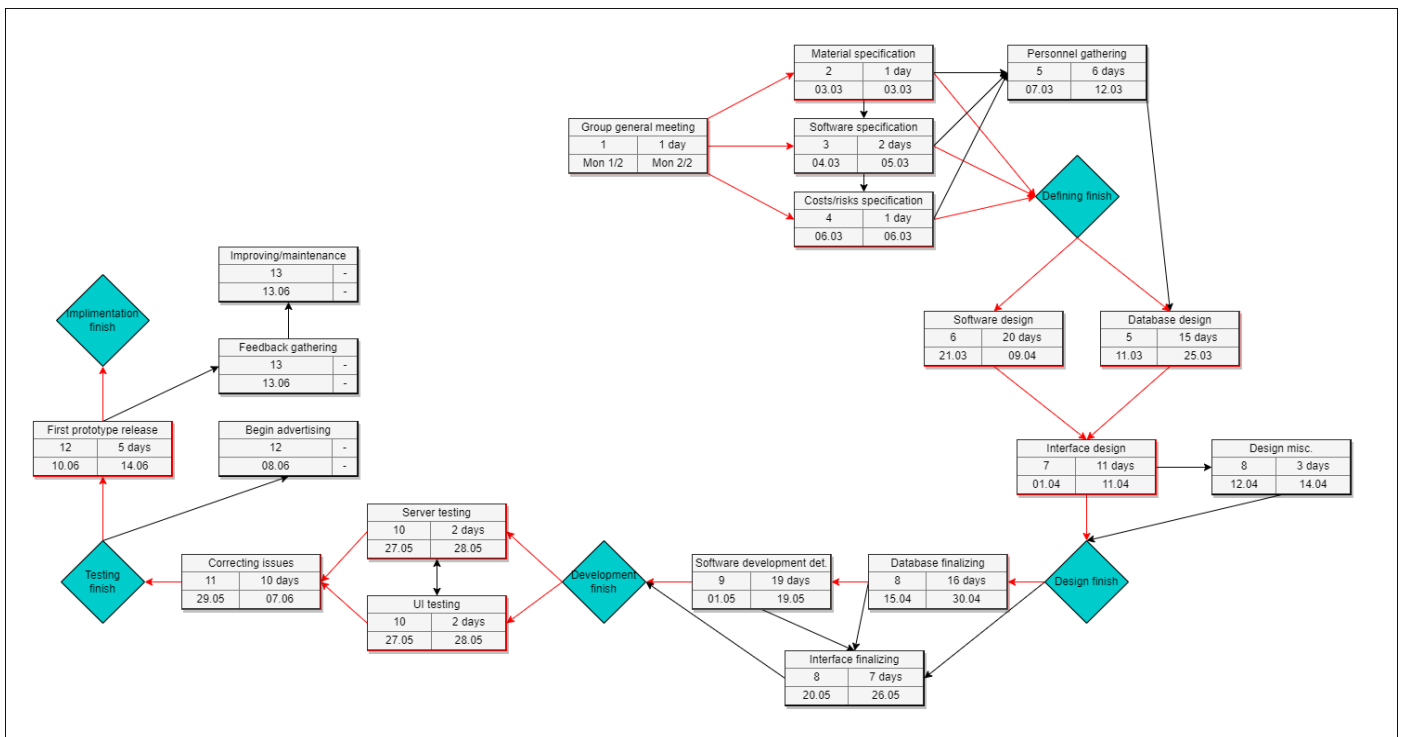 Group general meeting
1 1 day
Mon 1/2 Mon 2/2
Material specification
2 1 day
03.03 03.03
Software specification
3 2 days
04.03 05.03
Costs/risks specification
4 1 day
06.03 06.03
Personnel gathering
5 6 days
07.03 12.03
Defining finish
Software design
6 20 days
21.03 09.04
Database design
5 15 days
11.03 25.03
Interface design
7 11 days
01.04 11.04
Design misc.
8 3 days
12.04 14.04
Design finish
Database finalizing
8 16 days
15.04 30.04
Software development det.
9 19 days
01.05 19.05
Interface finalizing
8 7 days
20.05 26.05
Development
finish
Server testing
10 2 days
27.05 28.05
UI testing
10 2 days
27.05 28.05
Correcting issues
11 10 days
29.05 07.06
Testing
finish
Begin advertising
12 -
08.06 -
First prototype release
12 5 days
10.06 14.06
Feedback gathering
13 -
13.06 -
Improving/maintenance
13 -
13.06 -
Implimentation
finish